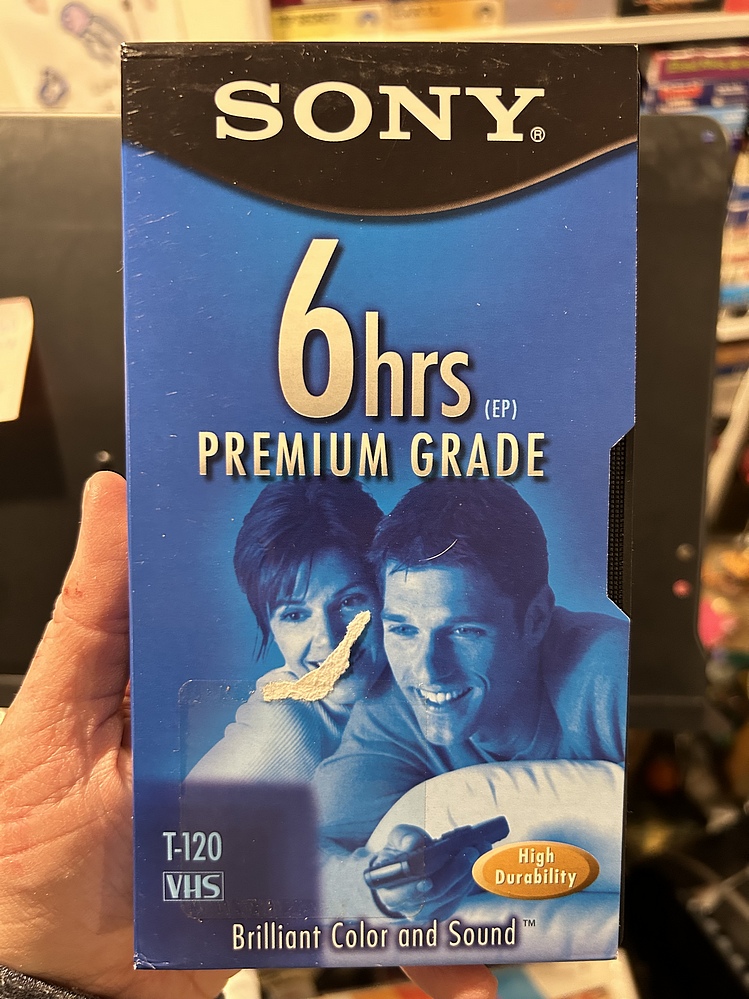 SONY®
6hrs (EP)
PREMIUM GRADE
T-120
VHS
High
Durability
Brilliant Color and Sound™